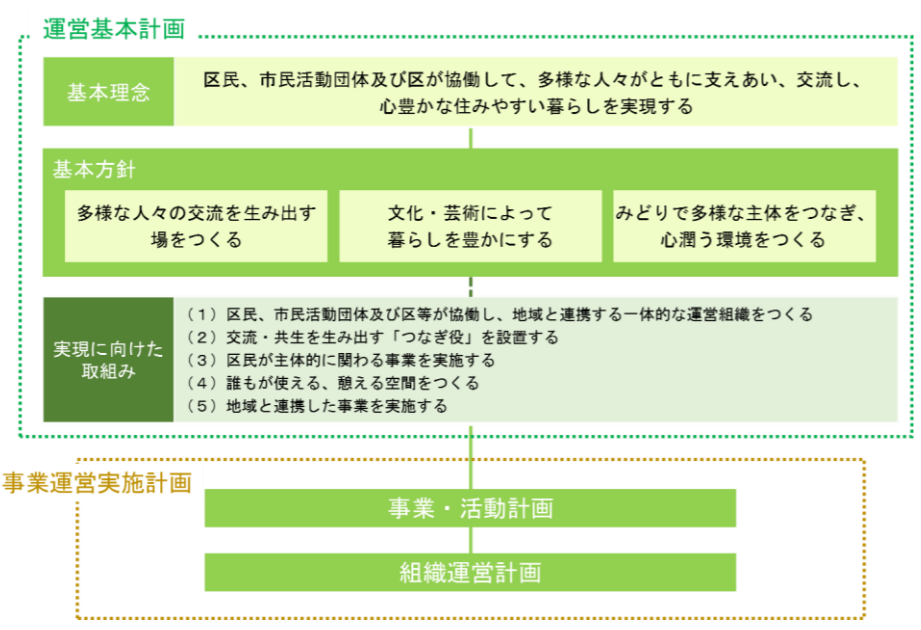 運営基本計画
基本理念
区民、市民活動団体及び区が協働して、多様な人々がともに支えあい、交流し、
心豊かな住みやすい暮らしを実現する
基本方針
多様な人々の交流を生み出す
場をつくる
文化・芸術によって
暮らしを豊かにする
みどりで多様な主体をつなぎ、
心潤う環境をつくる
実現に向けた
取組み
（１）区民、市民活動団体及び区等が協働し、地域と連携する一体的な運営組織をつくる
（２）交流・共生を生み出す「つなぎ役」を設置する
（３）区民が主体的に関わる事業を実施する
（４）誰もが使える、憩える空間をつくる
（５）地域と連携した事業を実施する
事業運営実施計画
事業・活動計画
組織運営計画